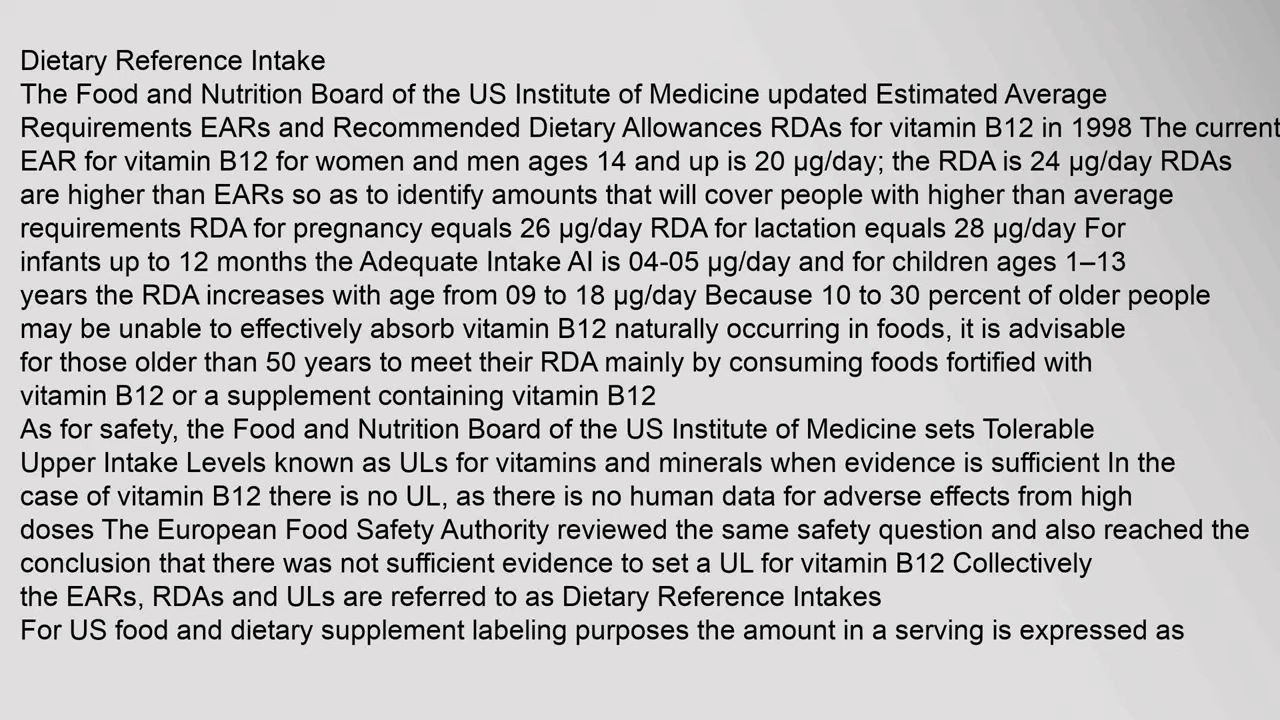 Dietary Reference Intake
The Food and Nutrition Board of the US Institute of Medicine updated Estimated Average
Requirements EARs and Recommended Dietary Allowances RDAs for vitamin B12 in 1998 The current
EAR for vitamin B12 for women and men ages 14 and up is 20 µg/day; the RDA is 24 µg/day RDAs
are higher than EARs so as to identify amounts that will cover people with higher than average
requirements RDA for pregnancy equals 26 µg/day RDA for lactation equals 28 µg/day For
infants up to 12 months the Adequate Intake AI is 04-05 µg/day and for children ages 1–13
years the RDA increases with age from 09 to 18 µg/day Because 10 to 30 percent of older people
may be unable to effectively absorb vitamin B12 naturally occurring in foods, it is advisable
for those older than 50 years to meet their RDA mainly by consuming foods fortified with
vitamin B12 or a supplement containing vitamin B12
As for safety, the Food and Nutrition Board of the US Institute of Medicine sets Tolerable
Upper Intake Levels known as ULs for vitamins and minerals when evidence is sufficient In the
case of vitamin B12 there is no UL, as there is no human data for adverse effects from high
doses The European Food Safety Authority reviewed the same safety question and also reached the
conclusion that there was not sufficient evidence to set a UL for vitamin B12 Collectively
the EARs, RDAs and ULs are referred to as Dietary Reference Intakes
For US food and dietary supplement labeling purposes the amount in a serving is expressed as